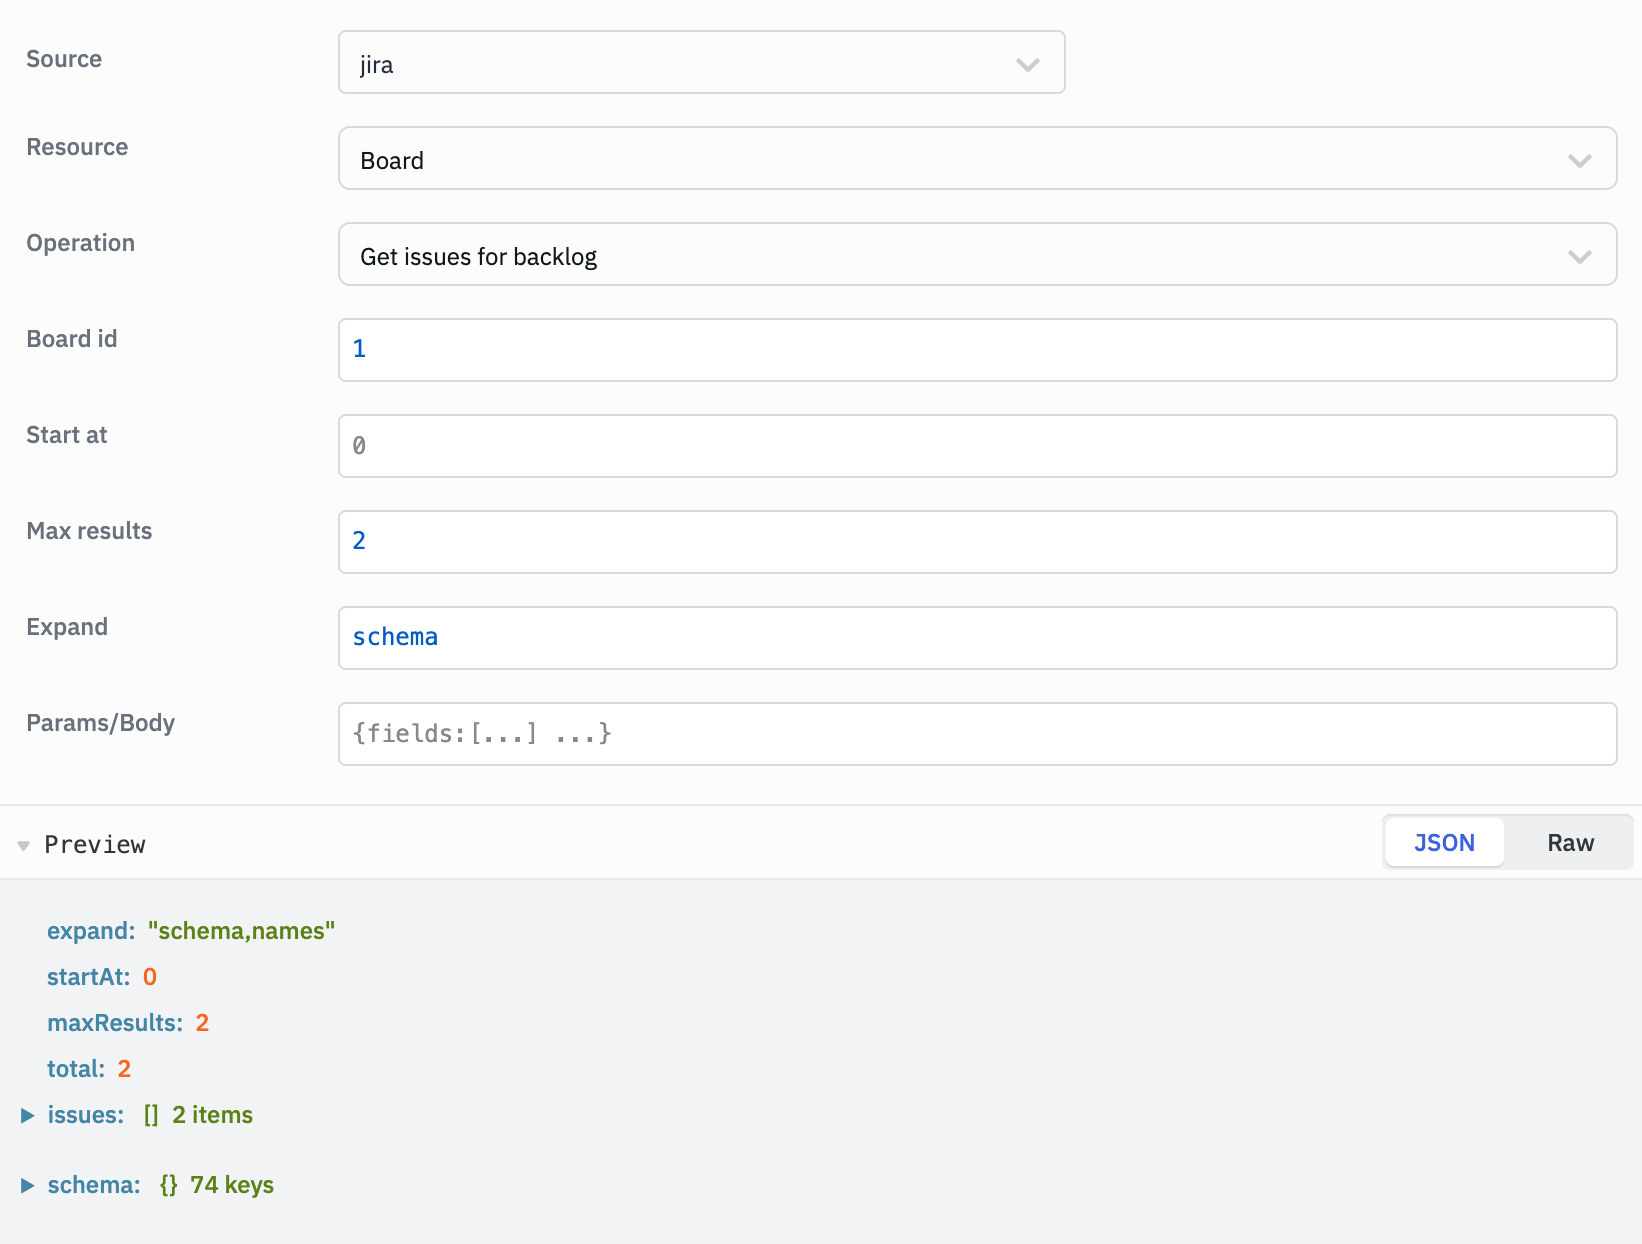 Source
jira
Resource
Board
Operation
Get issues for backlog
Board id
1
Start at
0
Max results
2
Expand
schema
Params/Body
{fields:[...] ...}
Preview
JSON
Raw
expand: "schema,names"
startAt: 0
maxResults: 2
total: 2
issues: [] 2 items
schema: {} 74 keys